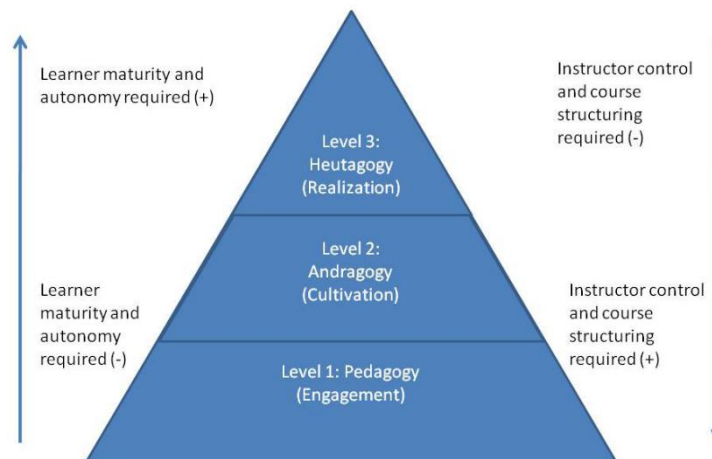 Learner maturity and
autonomy required (+)
Instructor control
and course
structuring
required (-)
Level 3:
Heutagogy
(Realization)
Level 2:
Andragogy
(Cultivation)
Learner
maturity and
autonomy
required (-)
Instructor control
and course
structuring
required (+)
Level 1: Pedagogy
(Engagement)